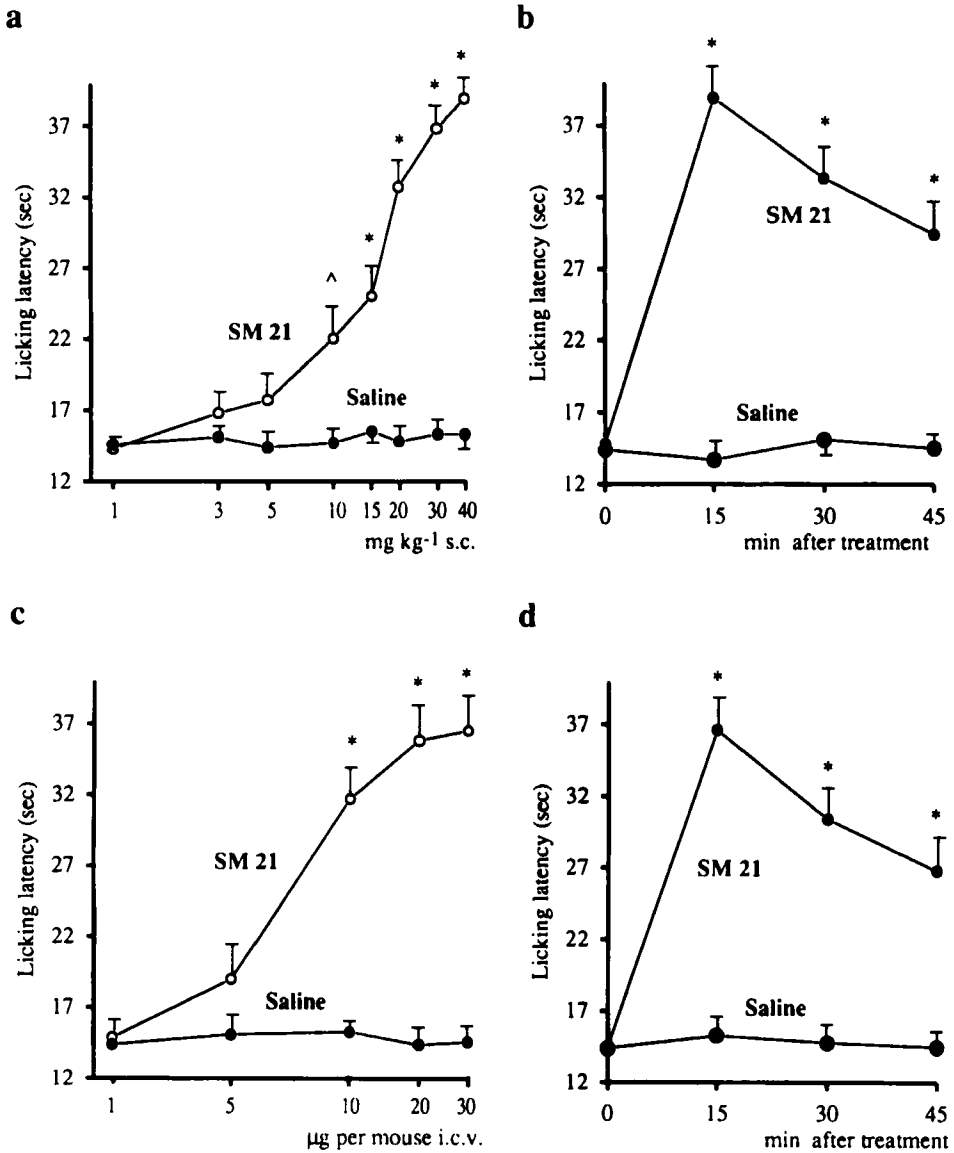 a
Licking latency (sec)
37
32
27
22
17
12
* * * * * ^
SM 21
Saline
1 3 5 10 15 20 30 40
mg kg-1 s.c.
b
Licking latency (sec)
37
32
27
22
17
12
* * *
SM 21
Saline
0 15 30 45
min after treatment
c
Licking latency (sec)
37
32
27
22
17
12
* * *
SM 21
Saline
1 5 10 20 30
µg per mouse i.c.v.
d
Licking latency (sec)
37
32
27
22
17
12
* * *
SM 21
Saline
0 15 30 45
min after treatment